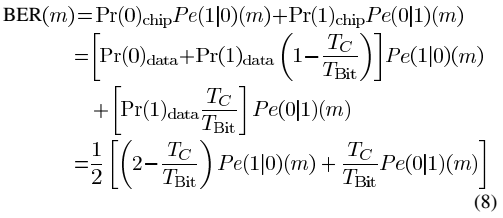 BER(m)=Pr(0)chipPe(1|0)(m)+Pr(1)chipPe(0|1)(m)
=[Pr(0)data+Pr(1)data(1−TC/TBit)]Pe(1|0)(m)
+[Pr(1)data TC/TBit]Pe(0|1)(m)
=1/2[(2−TC/TBit)Pe(1|0)(m)+TC/TBit Pe(0|1)(m)]
(8)